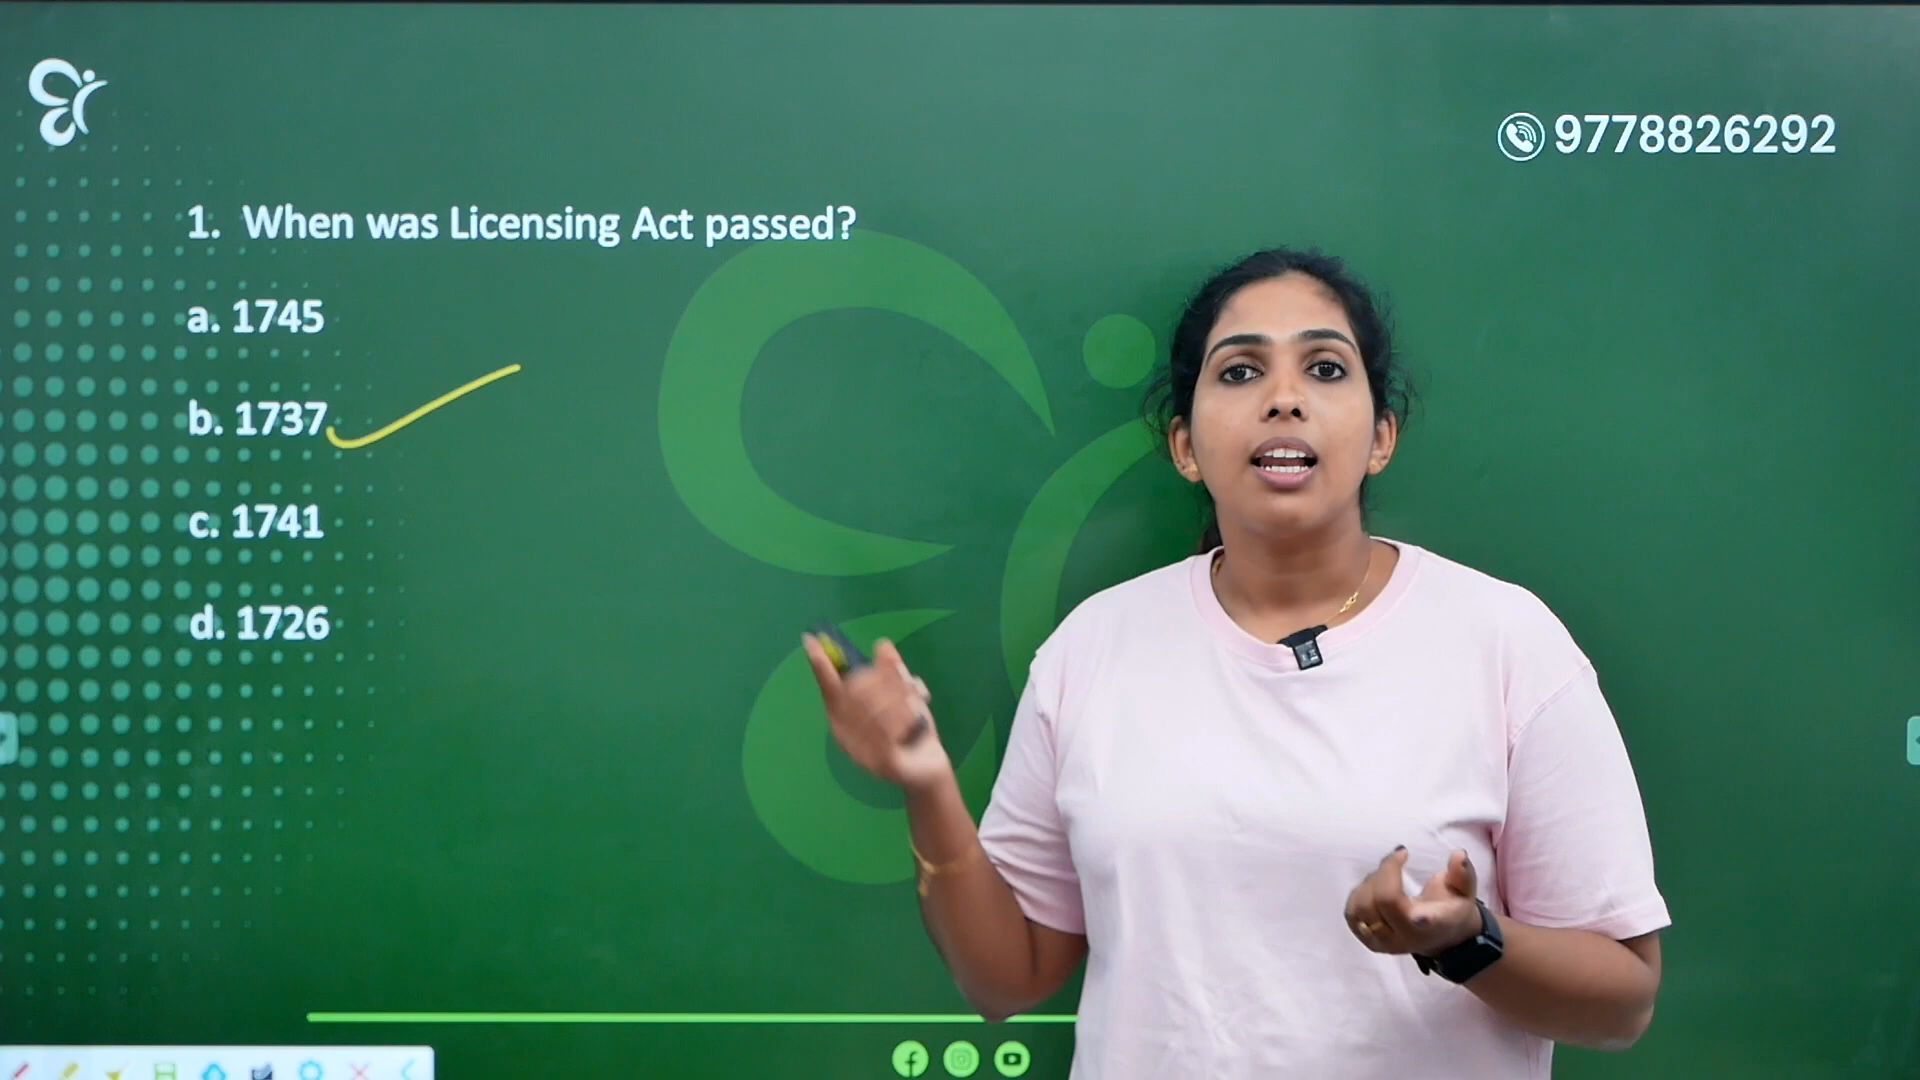 9778826292
1. When was Licensing Act passed?
a. 1745
b. 1737
c. 1741
d. 1726